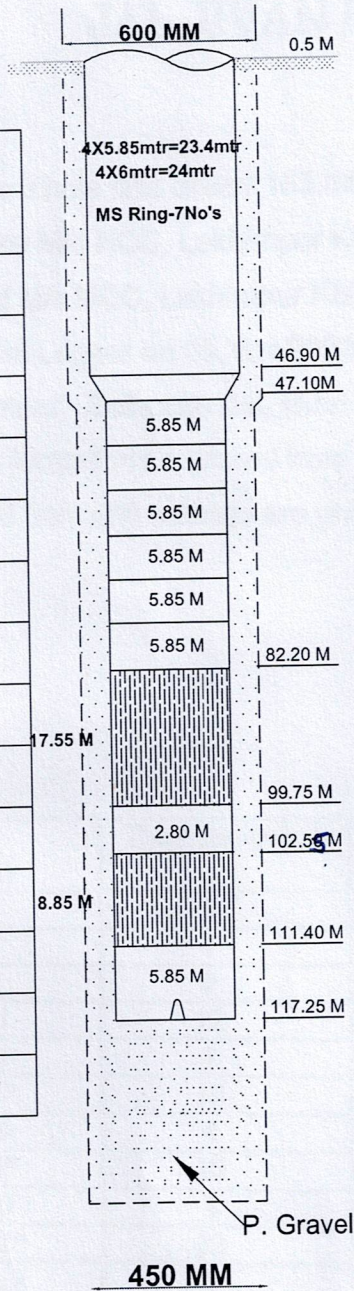 600 MM
0.5 M
4X5.85mtr=23.4mtr
4X6mtr=24mtr
MS Ring-7No's
46.90 M
47.10M
5.85 M
5.85 M
5.85 M
5.85 M
5.85 M
5.85 M
82.20 M
17.55 M
99.75 M
2.80 M
102.55 M
8.85 M
111.40 M
5.85 M
117.25 M
P. Gravel
450 MM